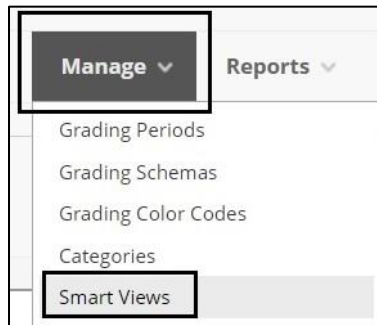 Manage Reports
Grading Periods
Grading Schemas
Grading Color Codes
Categories
Smart Views